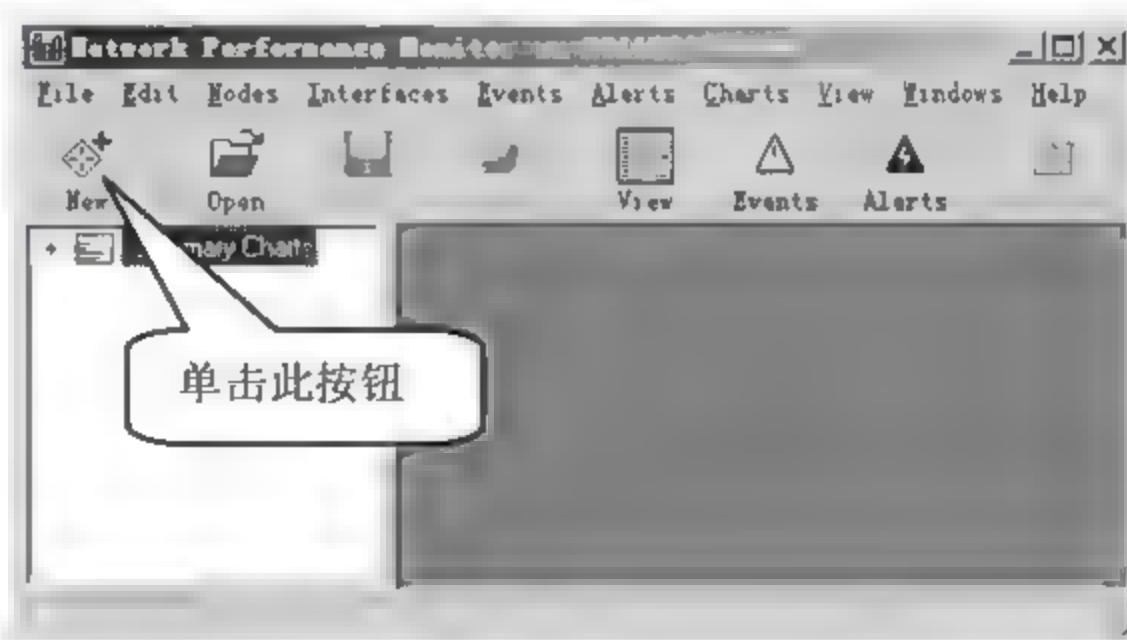 Network Performance Monitor
File Edit Nodes Interfaces Events Alerts Charts View Windows Help
New Open View Events Alerts
Charts
单击此按钮